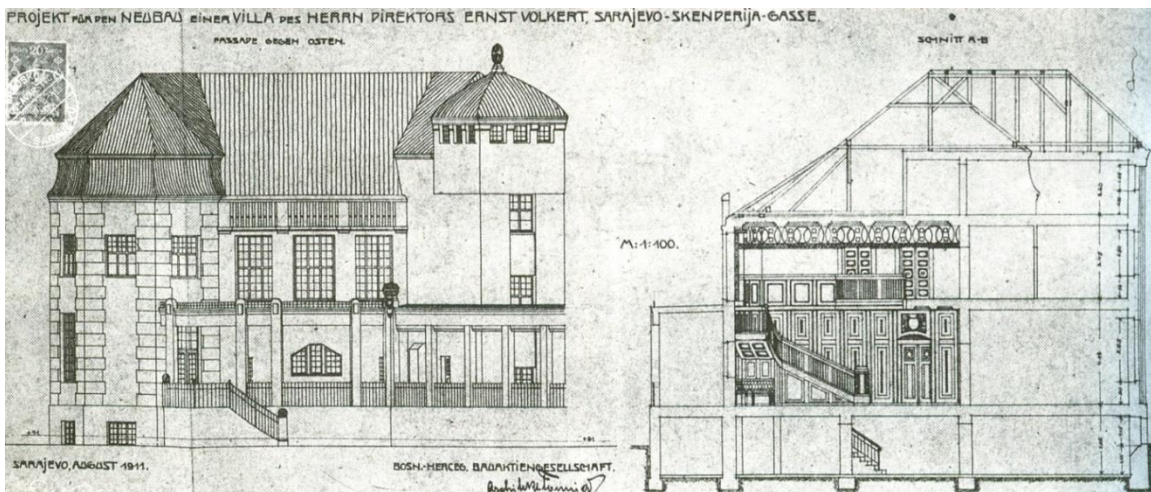 PROJEKT FÜR DEN NEUBAU EINER VILLA DES HERRN DIREKTORS ERNST VOLKERT, SARAJEVO-SKENDERIJA-GASSE.
FASSADE GEGEN OSTEN.
SCHNITT A-B
20
M:1:100.
SARAJEVO, AUGUST 1911.
BOSN.-HERCEG. BAUAKTIENGESELLSCHAFT.